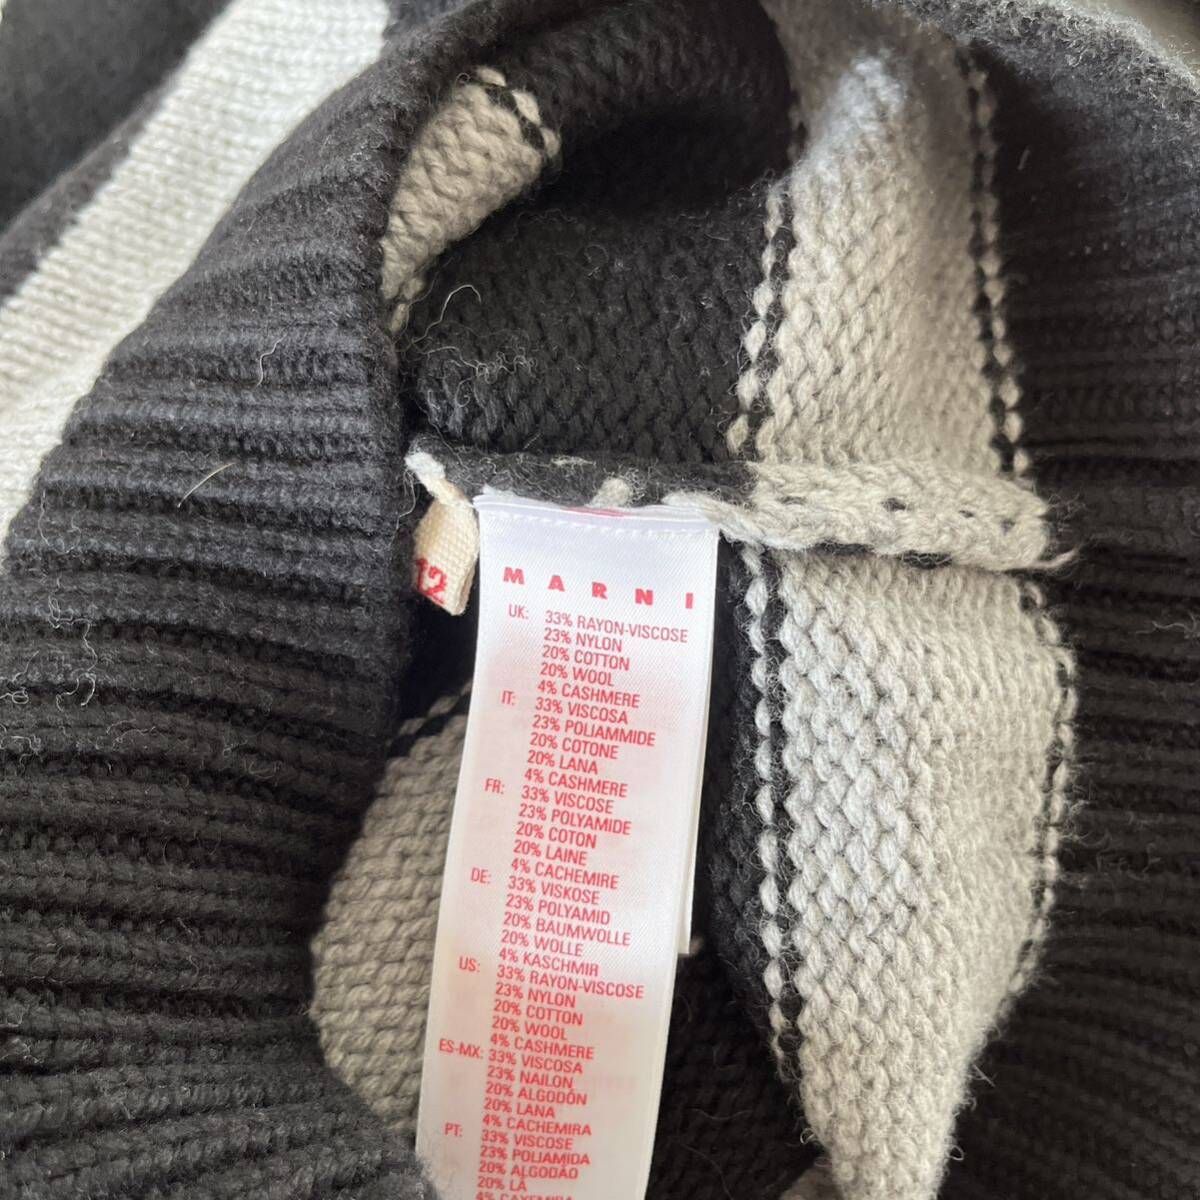 12
MARNI
UK: 33% RAYON-VISCOSE
23% NYLON
20% COTTON
20% WOOL
4% CASHMERE
IT: 33% VISCOSA
23% POLIAMMIDE
20% COTONE
20% LANA
4% CASHMERE
FR: 33% VISCOSE
23% POLYAMIDE
20% COTON
20% LAINE
4% CACHEMIRE
DE: 33% VISKOSE
23% POLYAMID
20% BAUMWOLLE
20% WOLLE
4% KASCHMIR
US: 33% RAYON-VISCOSE
23% NYLON
20% COTTON
20% WOOL
4% CASHMERE
ES-MX: 33% VISCOSA
23% NAILON
20% ALGODÓN
20% LANA
4% CACHEMIRA
PT: 33% VISCOSE
23% POLIAMIDA
20% ALGODÃO
20% LÃ
4% CAXEMIRA